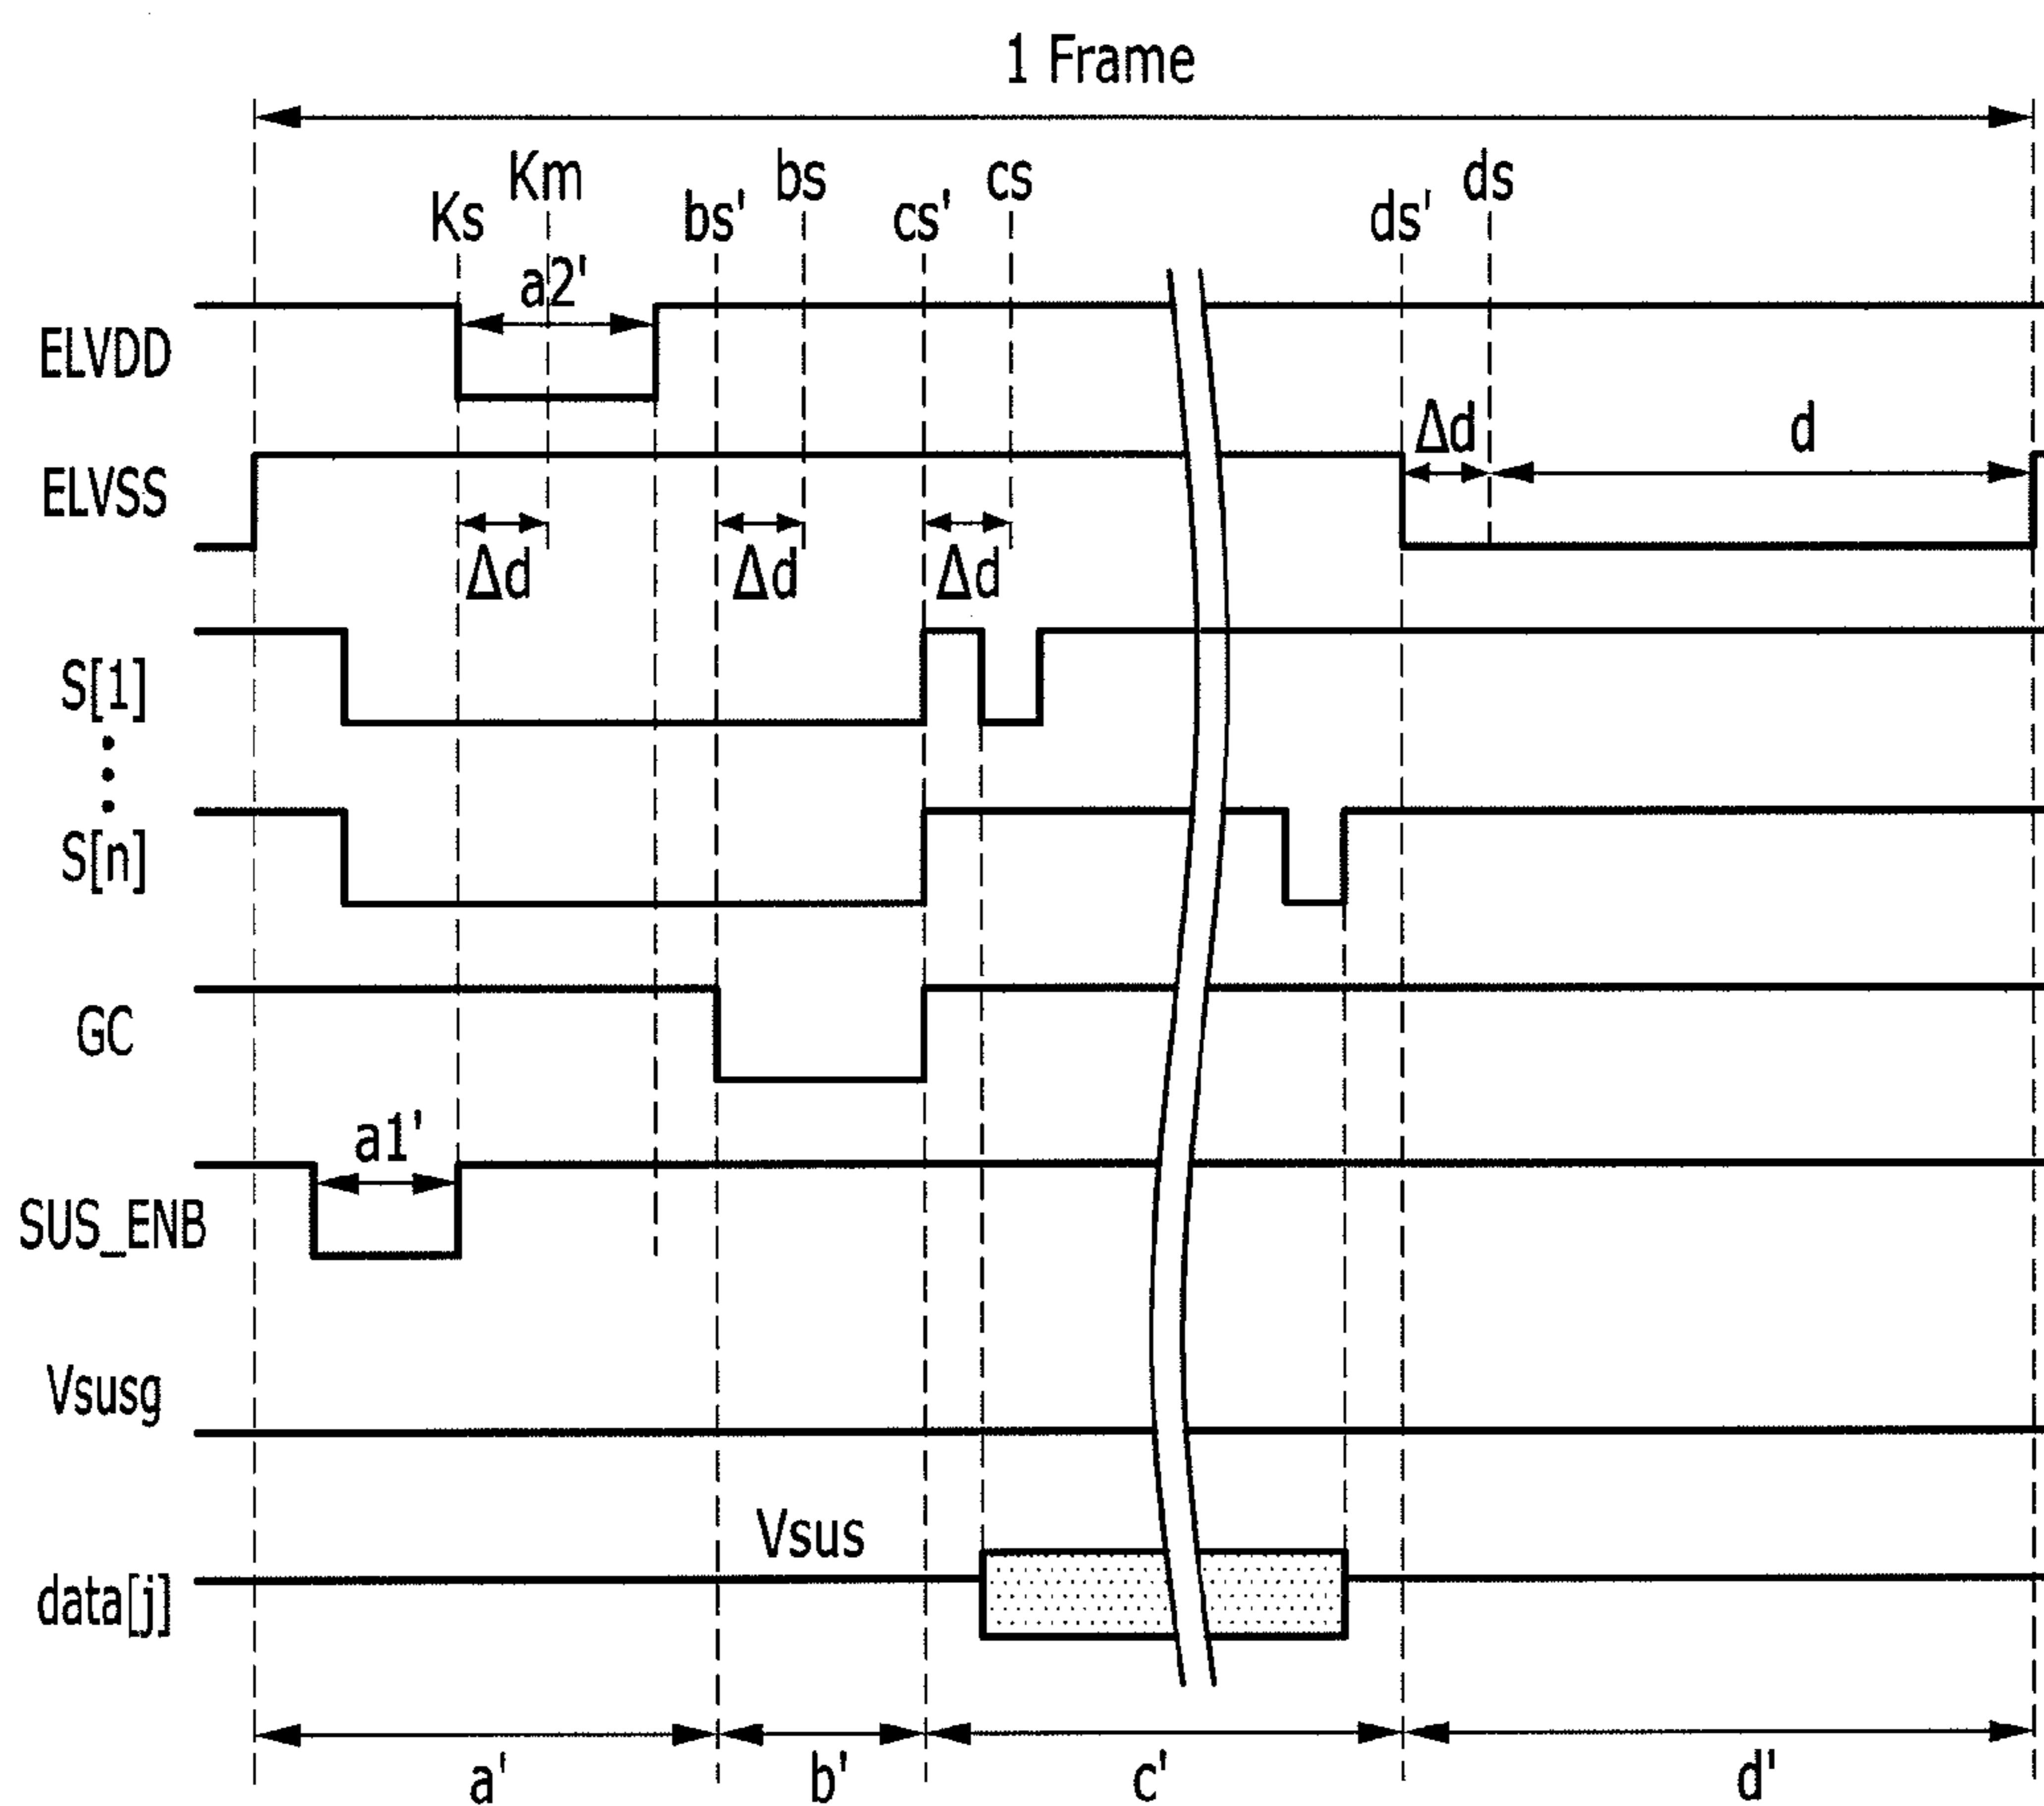 1 Frame
Ks
Km
bs'
bs
cs'
cs
ds'
ds
a2'
ELVDD
ELVSS
Δd
Δd
Δd
Δd
d
S[1]
S[n]
GC
a1'
SUS_ENB
Vsusg
Vsus
data[j]
a'
b'
c'
d'